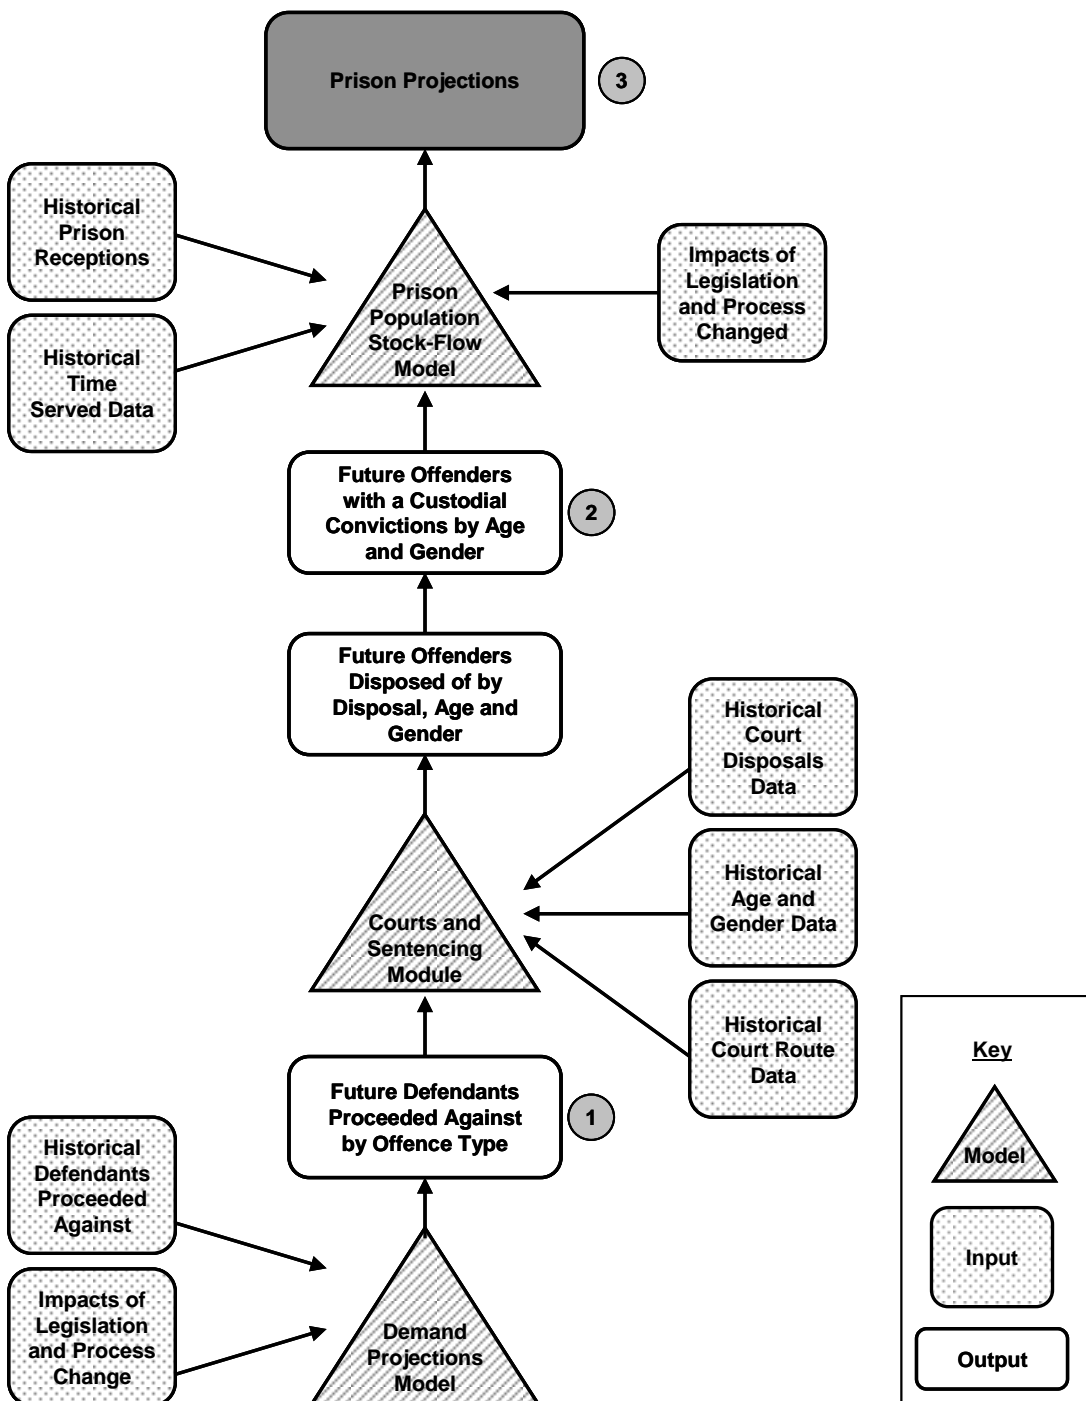 Prison Projections
3
Historical
Prison
Receptions
Impacts of
Legislation
and Process
Changed
Prison
Population
Stock-Flow
Model
Historical
Time
Served Data
Future Offenders
with a Custodial
Convictions by Age
and Gender
2
Future Offenders
Disposed of by
Disposal, Age and
Gender
Historical
Court
Disposals
Data
Historical
Age and
Gender Data
Courts and
Sentencing
Module
Historical
Court Route
Data
Future Defendants
Proceeded Against
by Offence Type
1
Historical
Defendants
Proceeded
Against
Impacts of
Legislation
and Process
Change
Demand
Projections
Model
Key
Model
Input
Output